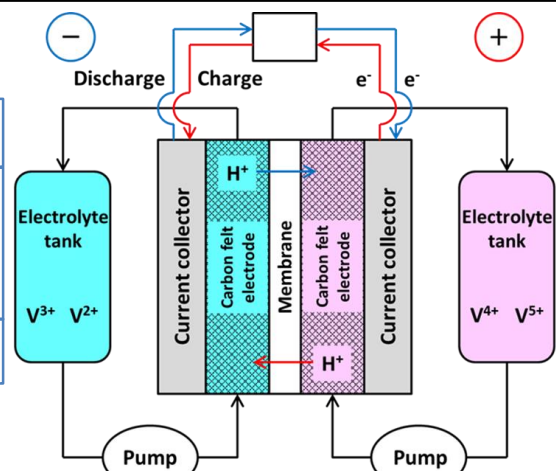 −
+
Discharge
Charge
e⁻
e⁻
Electrolyte
tank
V³⁺ V²⁺
Current collector
H⁺
Carbon felt
electrode
Membrane
Carbon felt
electrode
H⁺
Current collector
Electrolyte
tank
V⁴⁺ V⁵⁺
Pump
Pump